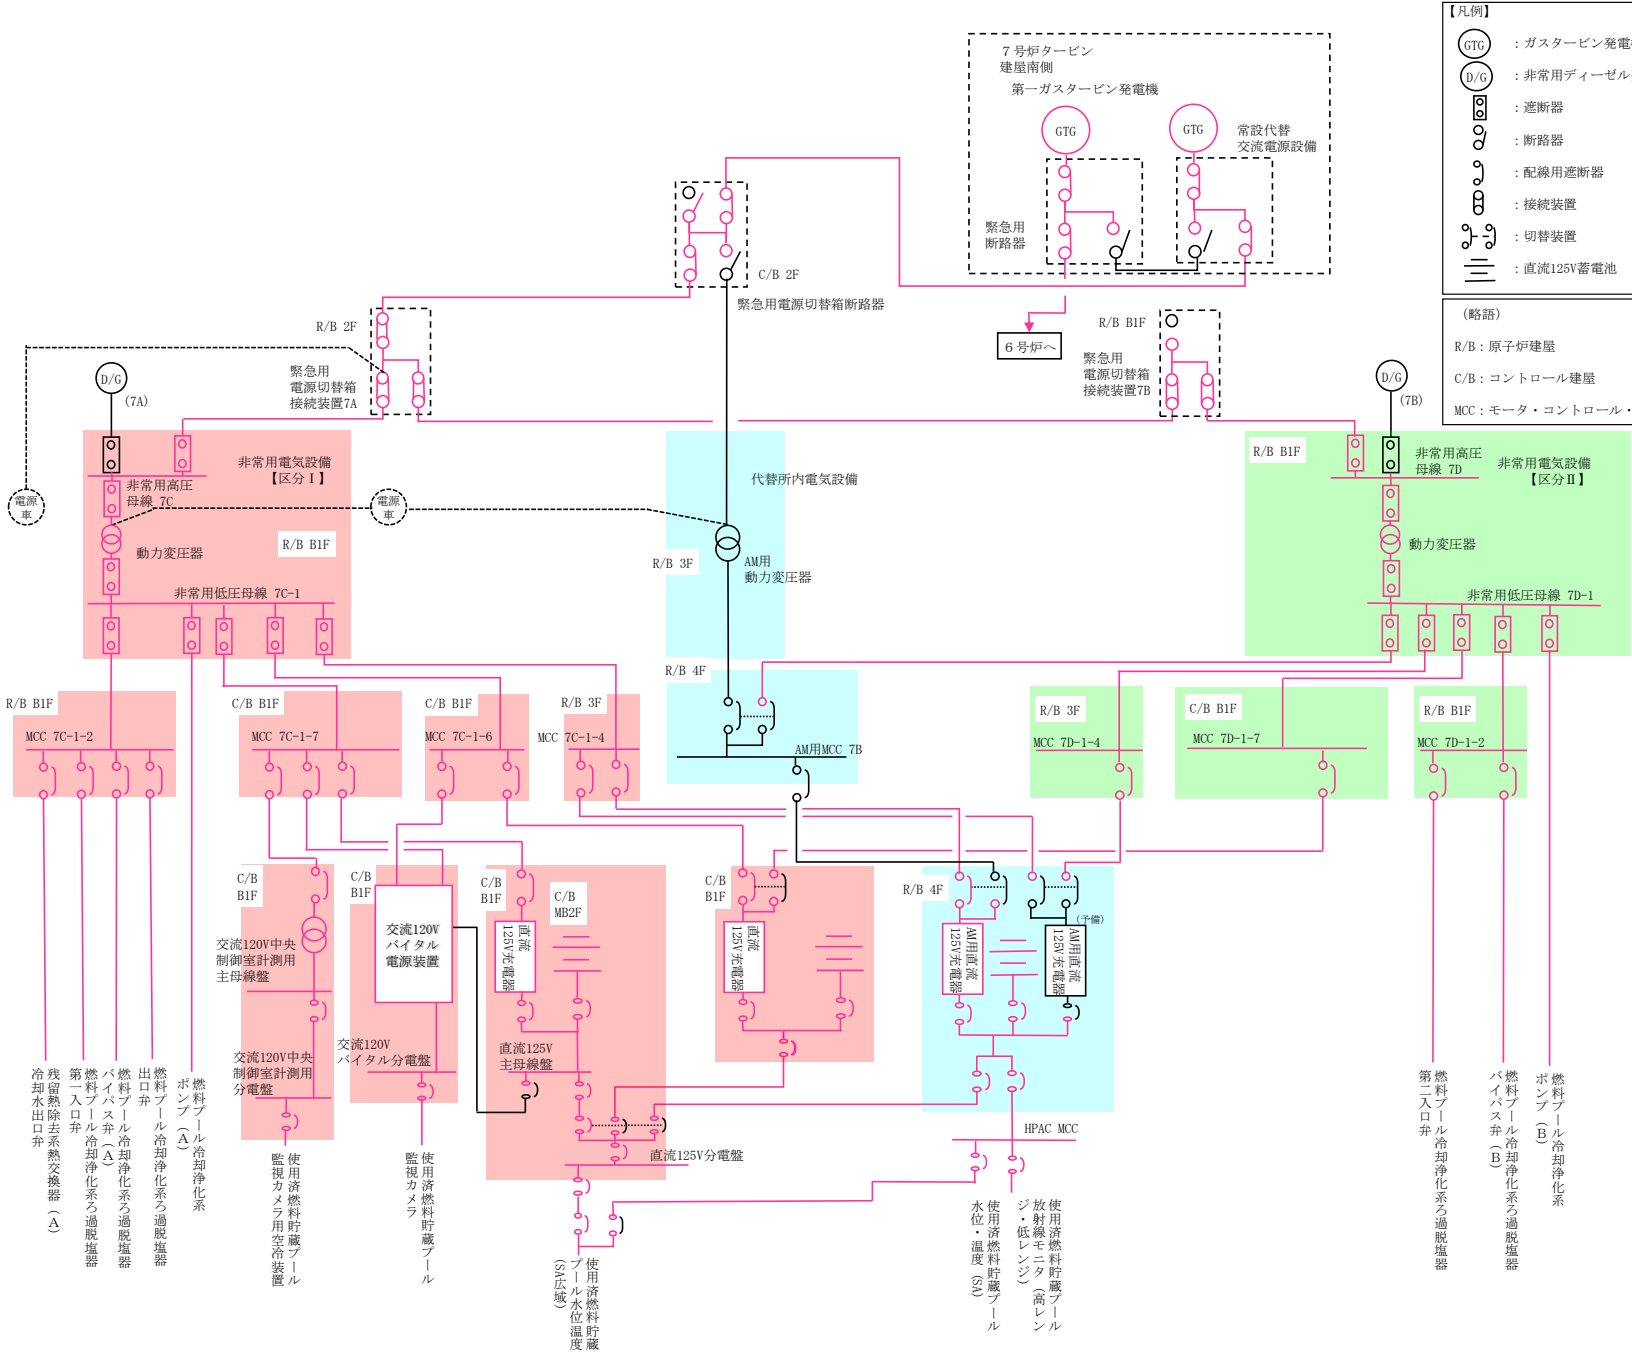 【凡例】
GTG
：ガスタービン発電機
D/G
：非常用ディーゼル
：遮断器
：断路器
：配線用遮断器
：接続装置
：切替装置
：直流125V蓄電池
（略語）
R/B：原子炉建屋
C/B：コントロール建屋
MCC：モータ・コントロール・
７号炉タービン
建屋南側
第一ガスタービン発電機
GTG
GTG
常設代替
交流電源設備
緊急用
断路器
C/B 2F
緊急用電源切替箱断路器
６号炉へ
R/B 2F
緊急用
電源切替箱
接続装置7A
R/B B1F
緊急用
電源切替箱
接続装置7B
D/G
(7A)
D/G
(7B)
非常用電気設備
【区分Ⅰ】
非常用高圧
母線 7C
電源
車
電源
車
動力変圧器
R/B B1F
非常用低圧母線 7C-1
代替所内電気設備
R/B 3F
AM用
動力変圧器
R/B B1F
非常用高圧
母線 7D
非常用電気設備
【区分Ⅱ】
動力変圧器
非常用低圧母線 7D-1
R/B B1F
MCC 7C-1-2
C/B B1F
MCC 7C-1-7
C/B B1F
MCC 7C-1-6
R/B 3F
MCC 7C-1-4
R/B 4F
AM用MCC 7B
R/B 3F
MCC 7D-1-4
C/B B1F
MCC 7D-1-7
R/B B1F
MCC 7D-1-2
C/B
B1F
交流120V中央
制御室計測用
主母線盤
交流120V中央
制御室計測用
分電盤
C/B
B1F
交流120V
バイタル
電源装置
交流120V
バイタル分電盤
C/B
B1F
直流
125V充電器
C/B
MB2F
直流125V
主母線盤
直流125V分電盤
C/B
B1F
直流
125V充電器
R/B 4F
AM用直流
125V充電器
(予備)
AM用直流
125V充電器
HPAC MCC
残留熱除去系熱交換器（A）
冷却水出口弁
燃料プール冷却浄化系ろ過脱塩器
第一入口弁
燃料プール冷却浄化系ろ過脱塩器
バイパス弁（A）
燃料プール冷却浄化系ろ過脱塩器
出口弁
燃料プール冷却浄化系
ポンプ（A）
使用済燃料貯蔵プール
監視カメラ用空冷装置
使用済燃料貯蔵プール
監視カメラ
使用済燃料貯蔵
プール水位温度
(SA広域)
使用済燃料貯蔵プール
水位・温度（SA）
使用済燃料貯蔵プール
放射線モニタ（高レン
ジ・低レンジ）
燃料プール冷却浄化系ろ過脱塩器
第二入口弁
燃料プール冷却浄化系ろ過脱塩器
バイパス弁（B）
燃料プール冷却浄化系
ポンプ（B）